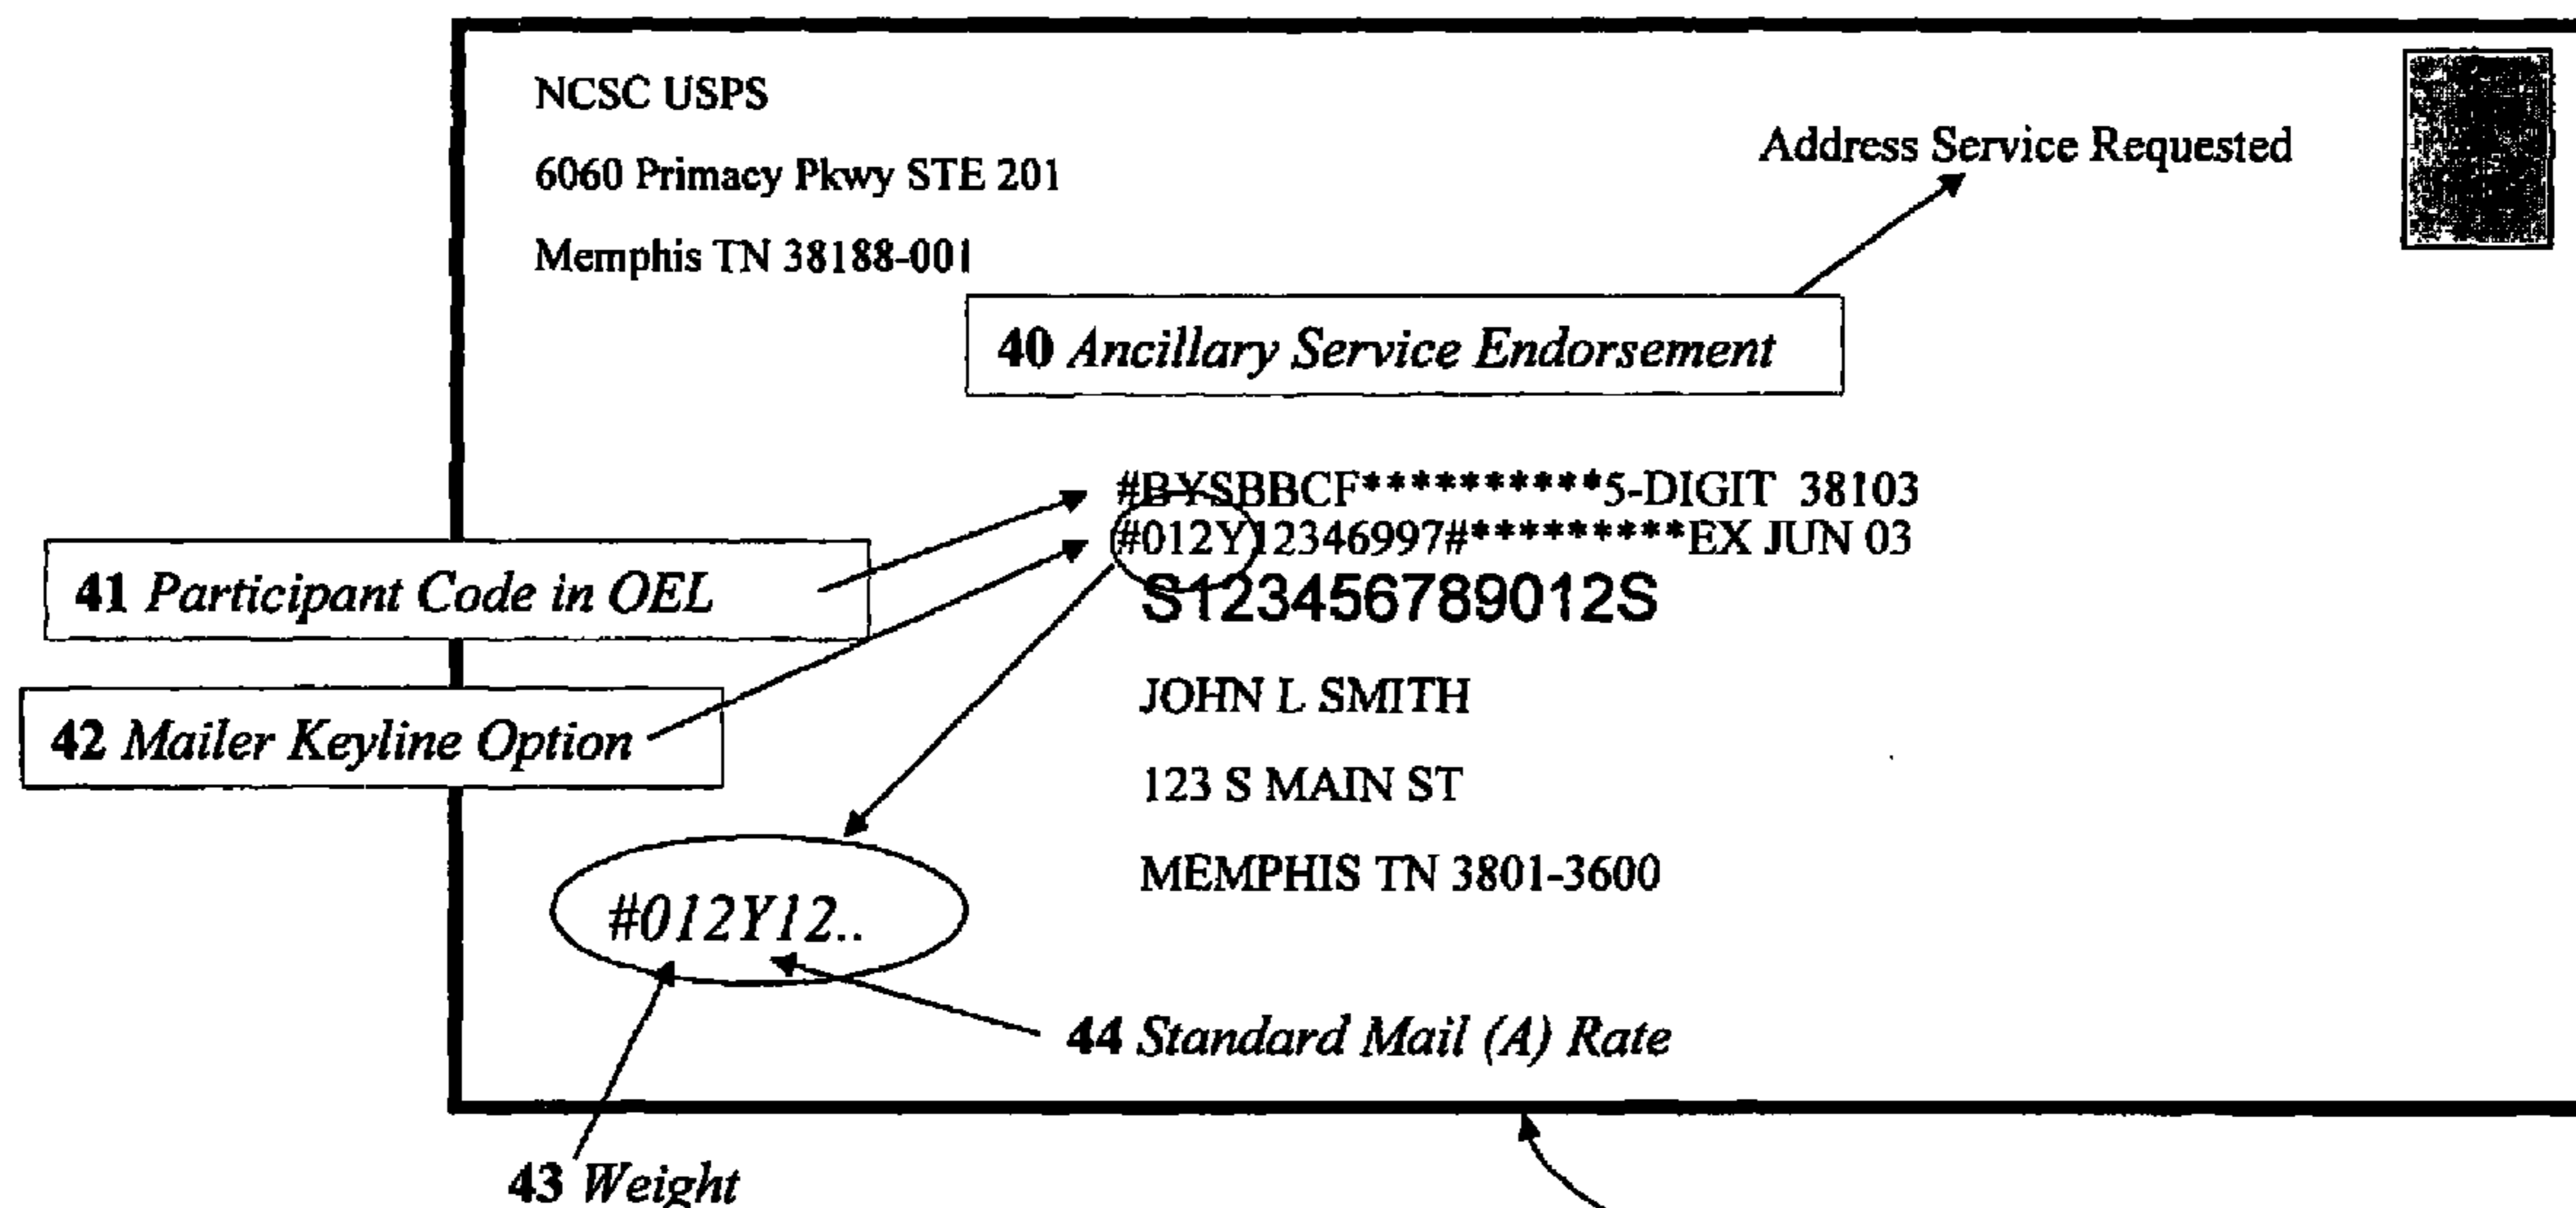 NCSC USPS
6060 Primacy Pkwy STE 201
Memphis TN 38188-001
Address Service Requested
40 Ancillary Service Endorsement
#BYSBBCF**********5-DIGIT 38103
#012Y12346997#*********EX JUN 03
S123456789012S
41 Participant Code in OEL
42 Mailer Keyline Option
JOHN L SMITH
123 S MAIN ST
MEMPHIS TN 3801-3600
#012Y12..
44 Standard Mail (A) Rate
43 Weight